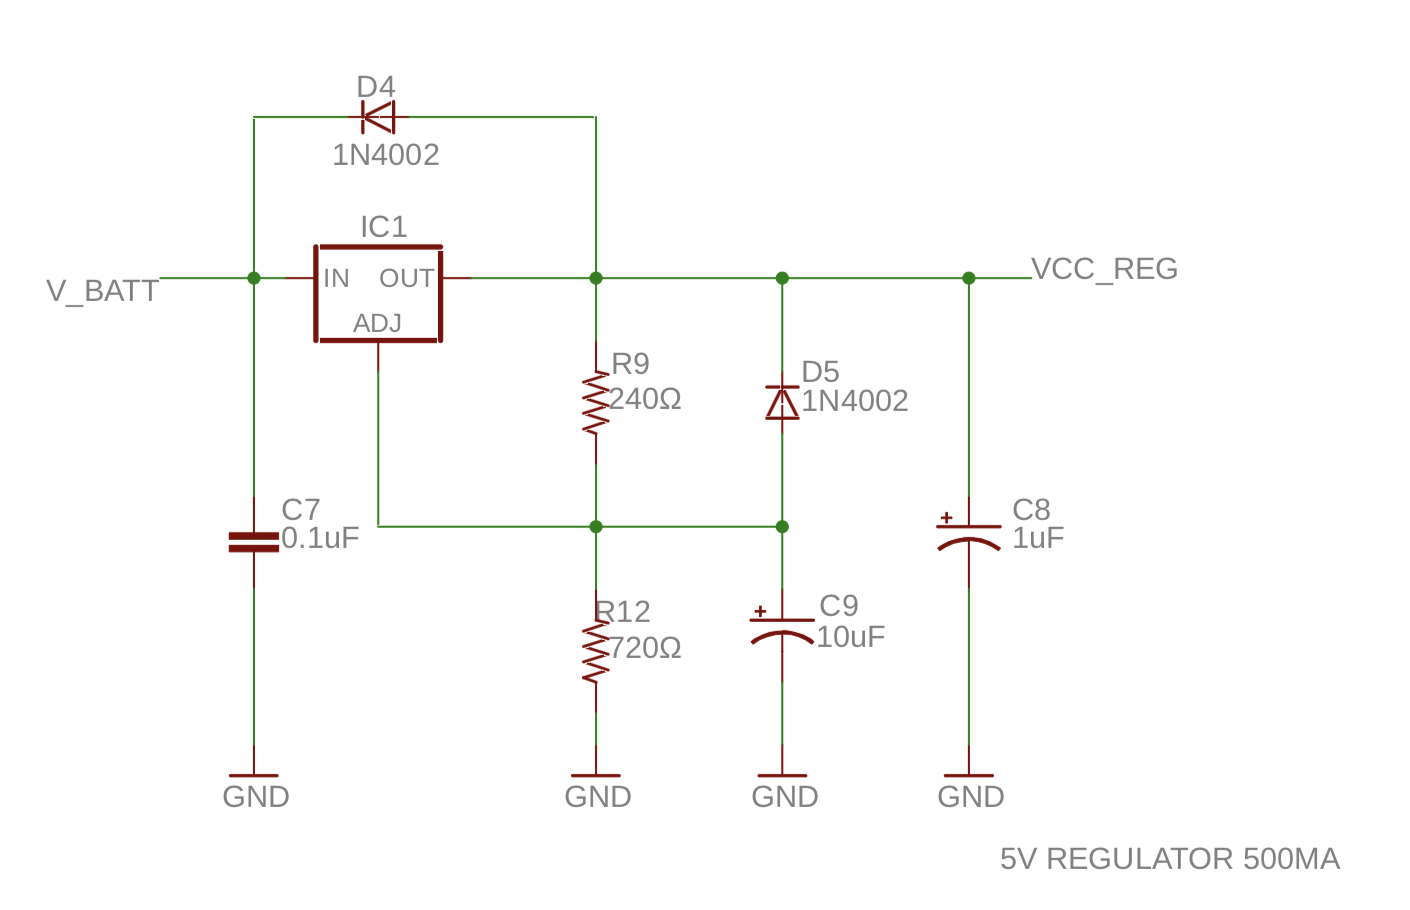 D4
1N4002
IC1
IN OUT
ADJ
V_BATT
VCC_REG
R9
240Ω
D5
1N4002
C7
0.1uF
C8
1uF
R12
720Ω
C9
10uF
GND
GND
GND
GND
5V REGULATOR 500MA